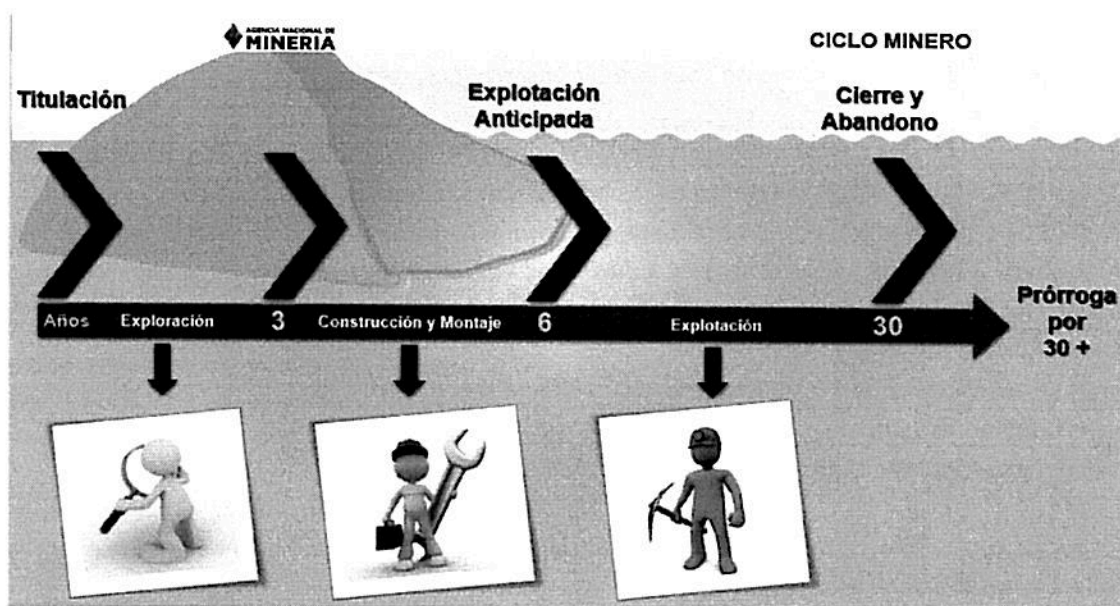 AGENCIA NACIONAL DE
MINERIA
CICLO MINERO
Titulación
Explotación
Anticipada
Cierre y
Abandono
Años Exploración 3 Construcción y Montaje 6 Explotación 30
Prórroga
por
30 +